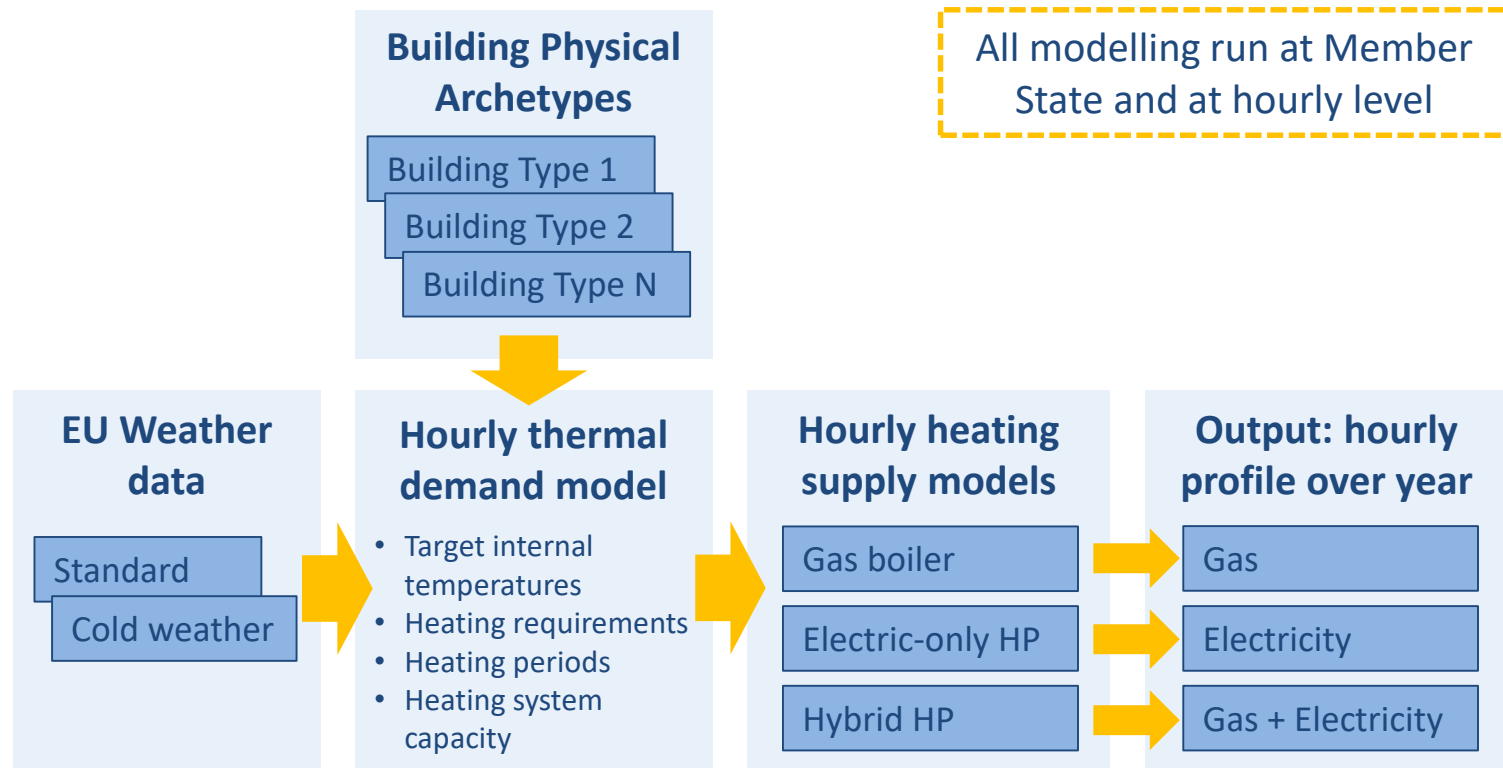 Building Physical
Archetypes
Building Type 1
Building Type 2
Building Type N
All modelling run at Member
State and at hourly level
EU Weather
data
Standard
Cold weather
Hourly thermal
demand model
• Target internal
temperatures
• Heating requirements
• Heating periods
• Heating system
capacity
Hourly heating
supply models
Gas boiler
Electric-only HP
Hybrid HP
Output: hourly
profile over year
Gas
Electricity
Gas + Electricity